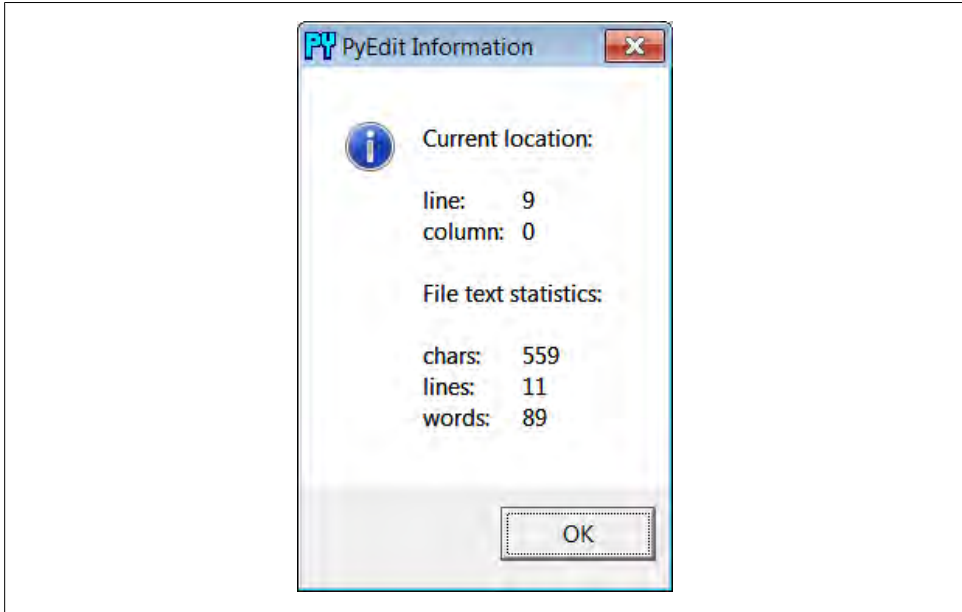 PY PyEdit Information
Current location:
line: 9
column: 0
File text statistics:
chars: 559
lines: 11
words: 89
OK